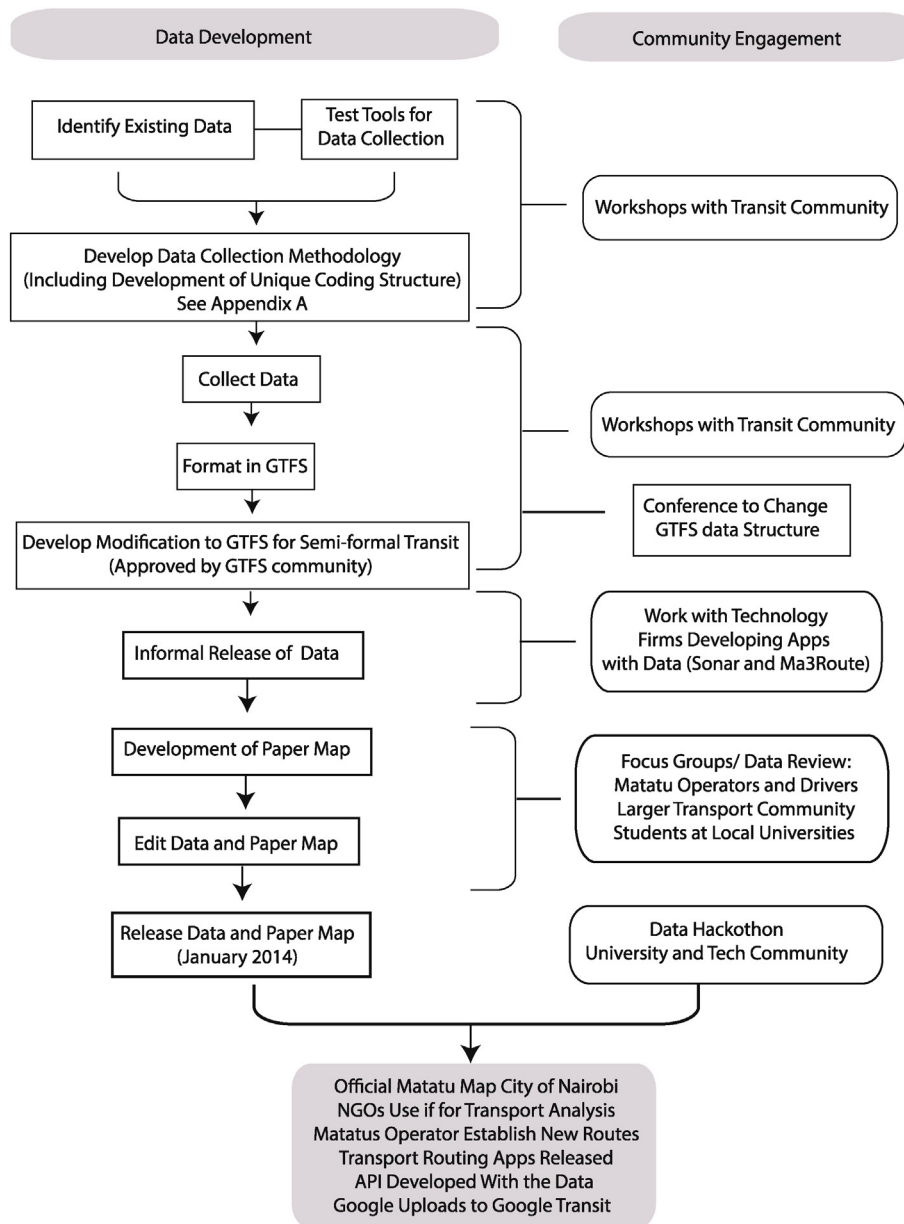 Data Development
Community Engagement
Identify Existing Data
Test Tools for
Data Collection
Workshops with Transit Community
Develop Data Collection Methodology
(Including Development of Unique Coding Structure)
See Appendix A
Collect Data
Workshops with Transit Community
Format in GTFS
Conference to Change
GTFS data Structure
Develop Modification to GTFS for Semi-formal Transit
(Approved by GTFS community)
Work with Technology
Firms Developing Apps
with Data (Sonar and Ma3Route)
Informal Release of Data
Development of Paper Map
Focus Groups/ Data Review:
Matatu Operators and Drivers
Larger Transport Community
Students at Local Universities
Edit Data and Paper Map
Release Data and Paper Map
(January 2014)
Data Hackothon
University and Tech Community
Official Matatu Map City of Nairobi
NGOs Use if for Transport Analysis
Matatus Operator Establish New Routes
Transport Routing Apps Released
API Developed With the Data
Google Uploads to Google Transit